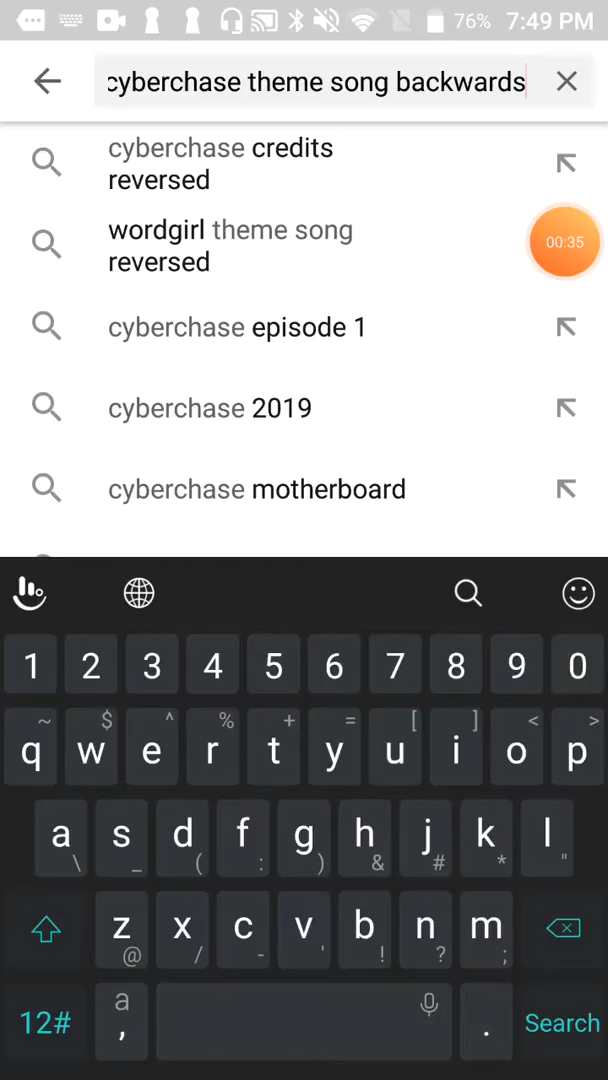 76% 7:49 PM
cyberchase theme song backwards
cyberchase credits
reversed
wordgirl theme song
reversed
00:35
cyberchase episode 1
cyberchase 2019
cyberchase motherboard
1 2 3 4 5 6 7 8 9 0
~ $ ^ % + = [ ] < >
q w e r t y u i o p
a s d f g h j k l
\ _ ( : ) & # * "
z x c v b n m
@ / - ' ! ? ;
12# a , . Search